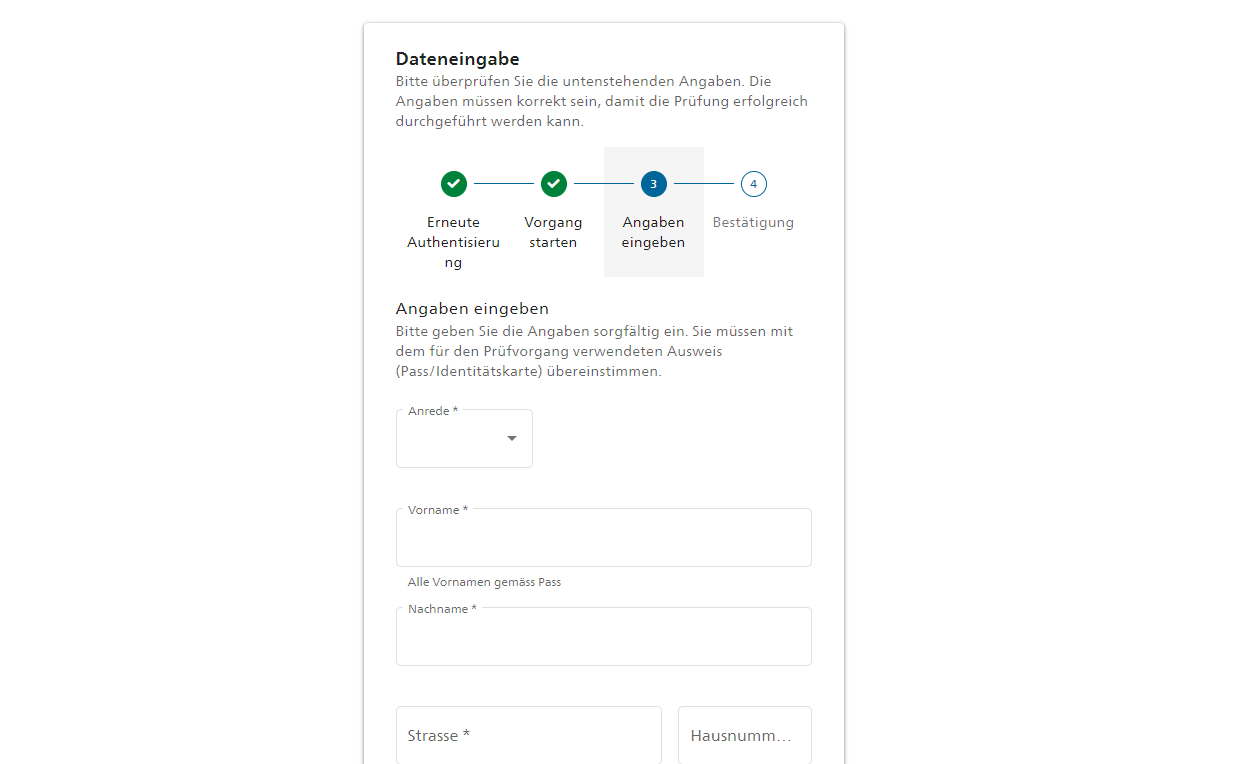 Dateneingabe
Bitte überprüfen Sie die untenstehenden Angaben. Die
Angaben müssen korrekt sein, damit die Prüfung erfolgreich
durchgeführt werden kann.
3
4
Erneute
Authentisieru
ng
Vorgang
starten
Angaben
eingeben
Bestätigung
Angaben eingeben
Bitte geben Sie die Angaben sorgfältig ein. Sie müssen mit
dem für den Prüfvorgang verwendeten Ausweis
(Pass/Identitätskarte) übereinstimmen.
Anrede *
Vorname *
Alle Vornamen gemäss Pass
Nachname *
Strasse *
Hausnumm...